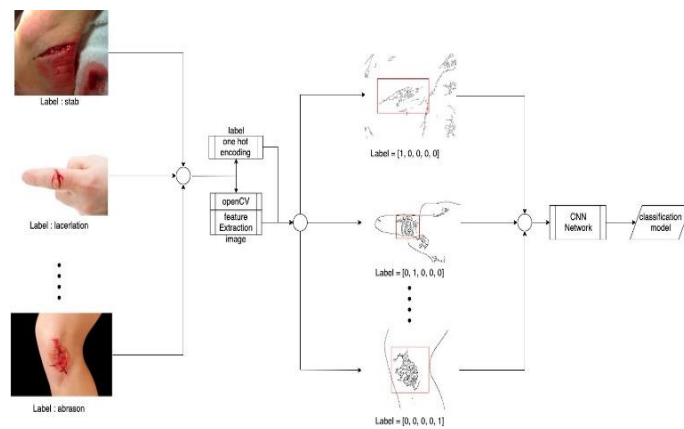 Label : stab
Label : lacerlation
Label : abrason
label
one hot
encoding
openCV
feature
Extraction
image
Label = [1, 0, 0, 0, 0]
Label = [0, 1, 0, 0, 0]
Label = [0, 0, 0, 0, 1]
CNN
Network
classification
model